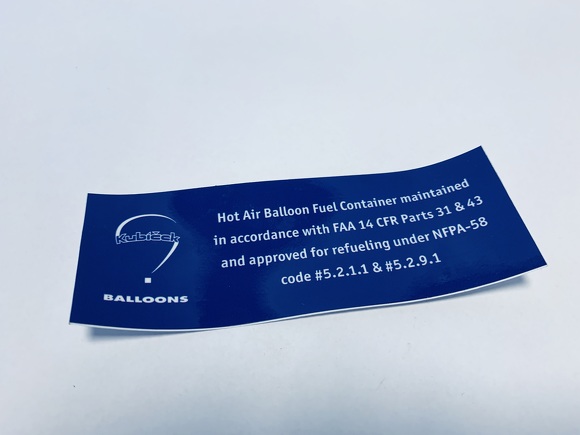 Kubíček
BALLOONS
Hot Air Balloon Fuel Container maintained
in accordance with FAA 14 CFR Parts 31 & 43
and approved for refueling under NFPA-58
code #5.2.1.1 & #5.2.9.1